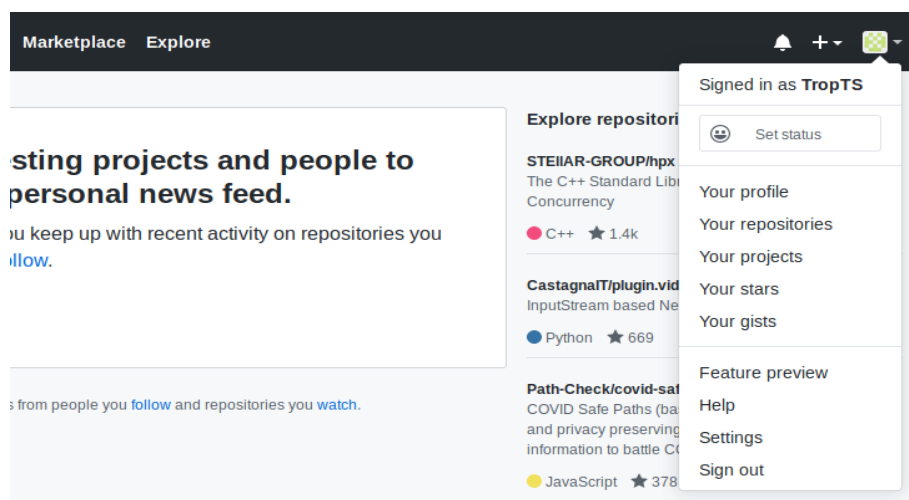 Marketplace Explore
Signed in as TropTS
Set status
Your profile
Your repositories
Your projects
Your stars
Your gists
Feature preview
Help
Settings
Sign out
sting projects and people to
personal news feed.
ou keep up with recent activity on repositories you
llow.
s from people you follow and repositories you watch.
Explore repositori
STEllAR-GROUP/hpx
The C++ Standard Libr
Concurrency
C++ 1.4k
CastagnaIT/plugin.vid
InputStream based Ne
Python 669
Path-Check/covid-saf
COVID Safe Paths (ba
and privacy preserving
information to battle CO
JavaScript 378